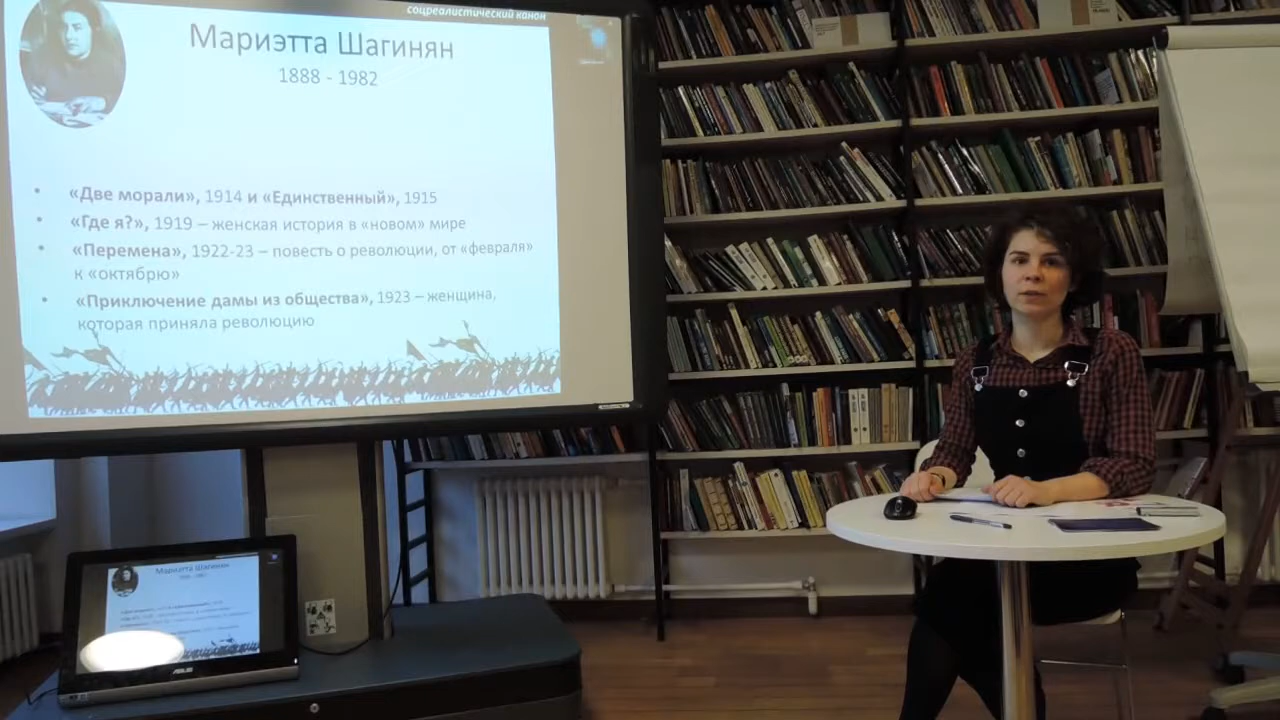 соцреалистический канон
Мариэтта Шагинян
1888 - 1982
• «Две морали», 1914 и «Единственный», 1915
• «Где я?», 1919 – женская история в «новом» мире
• «Перемена», 1922-23 – повесть о революции, от «февраля»
к «октябрю»
• «Приключение дамы из общества», 1923 – женщина,
которая приняла революцию
Мариэтта Шагинян
ASUS